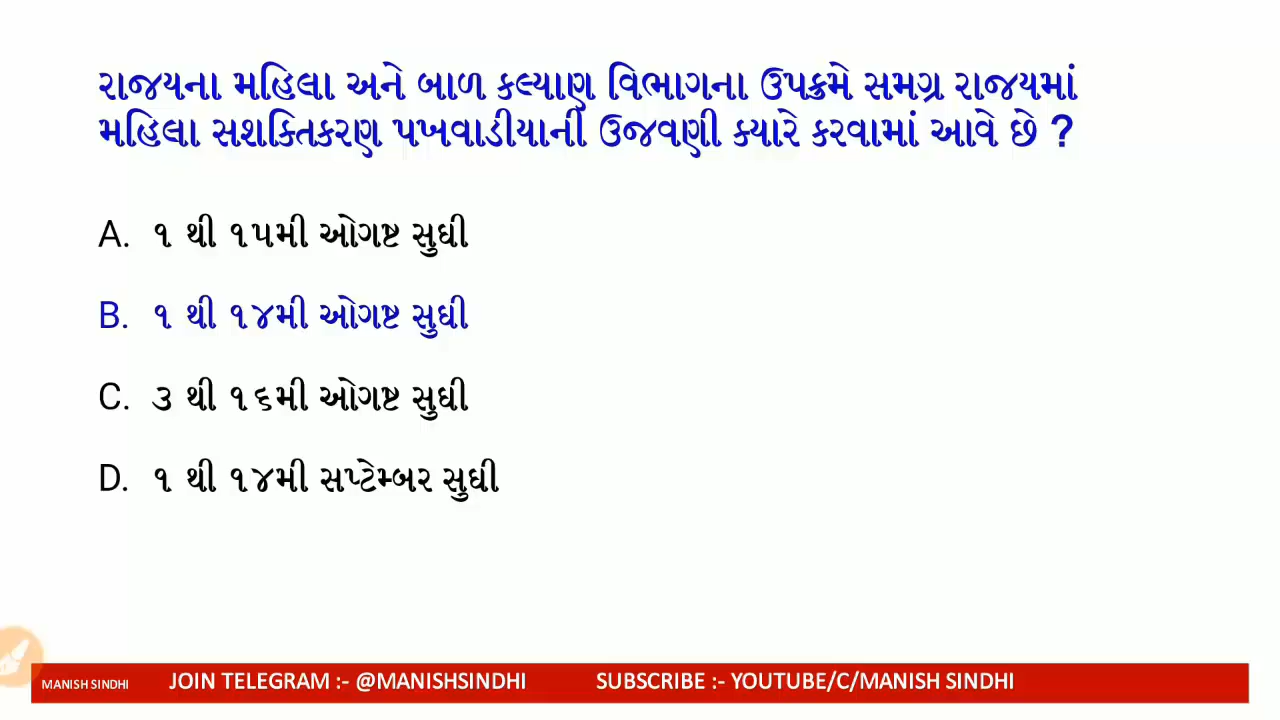 રાજયના મહિલા અને બાળ કલ્યાણ વિભાગના ઉપક્રમે સમગ્ર રાજયમાં
મહિલા સશકિતકરણ પખવાડીયાની ઉજવણી ક્યારે કરવામાં આવે છે ?
A. ૧ થી ૧૫મી ઓગષ્ટ સુધી
B. ૧ થી ૧૪મી ઓગષ્ટ સુધી
C. ૩ થી ૧૬મી ઓગષ્ટ સુધી
D. ૧ થી ૧૪મી સપ્ટેમ્બર સુધી
MANISH SINDHI JOIN TELEGRAM :- @MANISHSINDHI SUBSCRIBE :- YOUTUBE/C/MANISH SINDHI